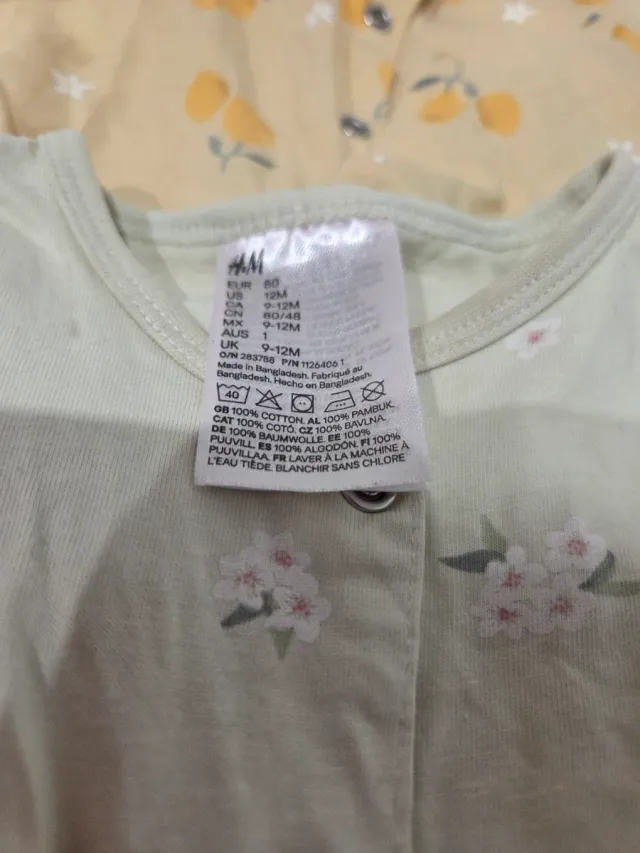 H&M
EUR 80
US 12M
CA 9-12M
CN 80/48
MX 9-12M
AUS 1
UK 9-12M
O/N 283788 P/N 1126406 1
Made in Bangladesh. Fabriqué au
Bangladesh. Hecho en Bangladesh.
40
GB 100% COTTON. AL 100% PAMBUK.
CAT 100% COTÓ. CZ 100% BAVLNA.
DE 100% BAUMWOLLE. EE 100%
PUUVILL. ES 100% ALGODÓN. FI 100%
PUUVILLAA. FR LAVER À LA MACHINE À
L'EAU TIÈDE. BLANCHIR SANS CHLORE